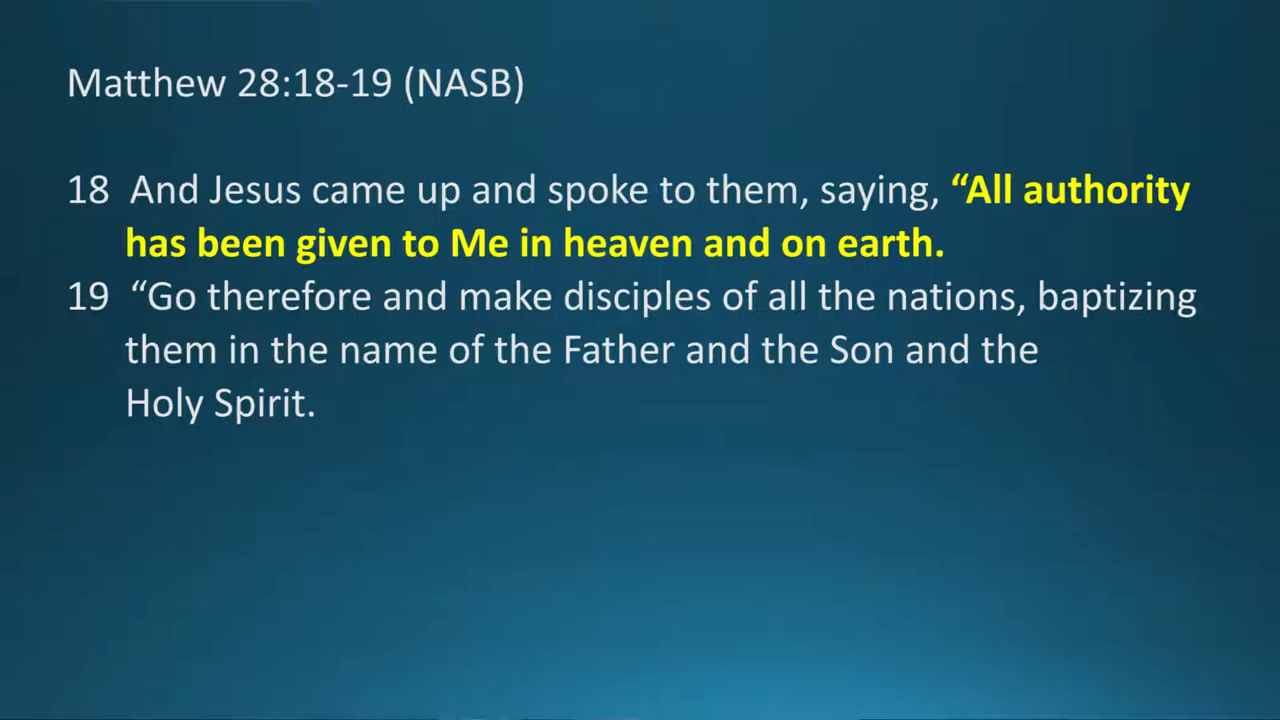 Matthew 28:18-19 (NASB)
18 And Jesus came up and spoke to them, saying, “All authority
has been given to Me in heaven and on earth.
19 “Go therefore and make disciples of all the nations, baptizing
them in the name of the Father and the Son and the
Holy Spirit.